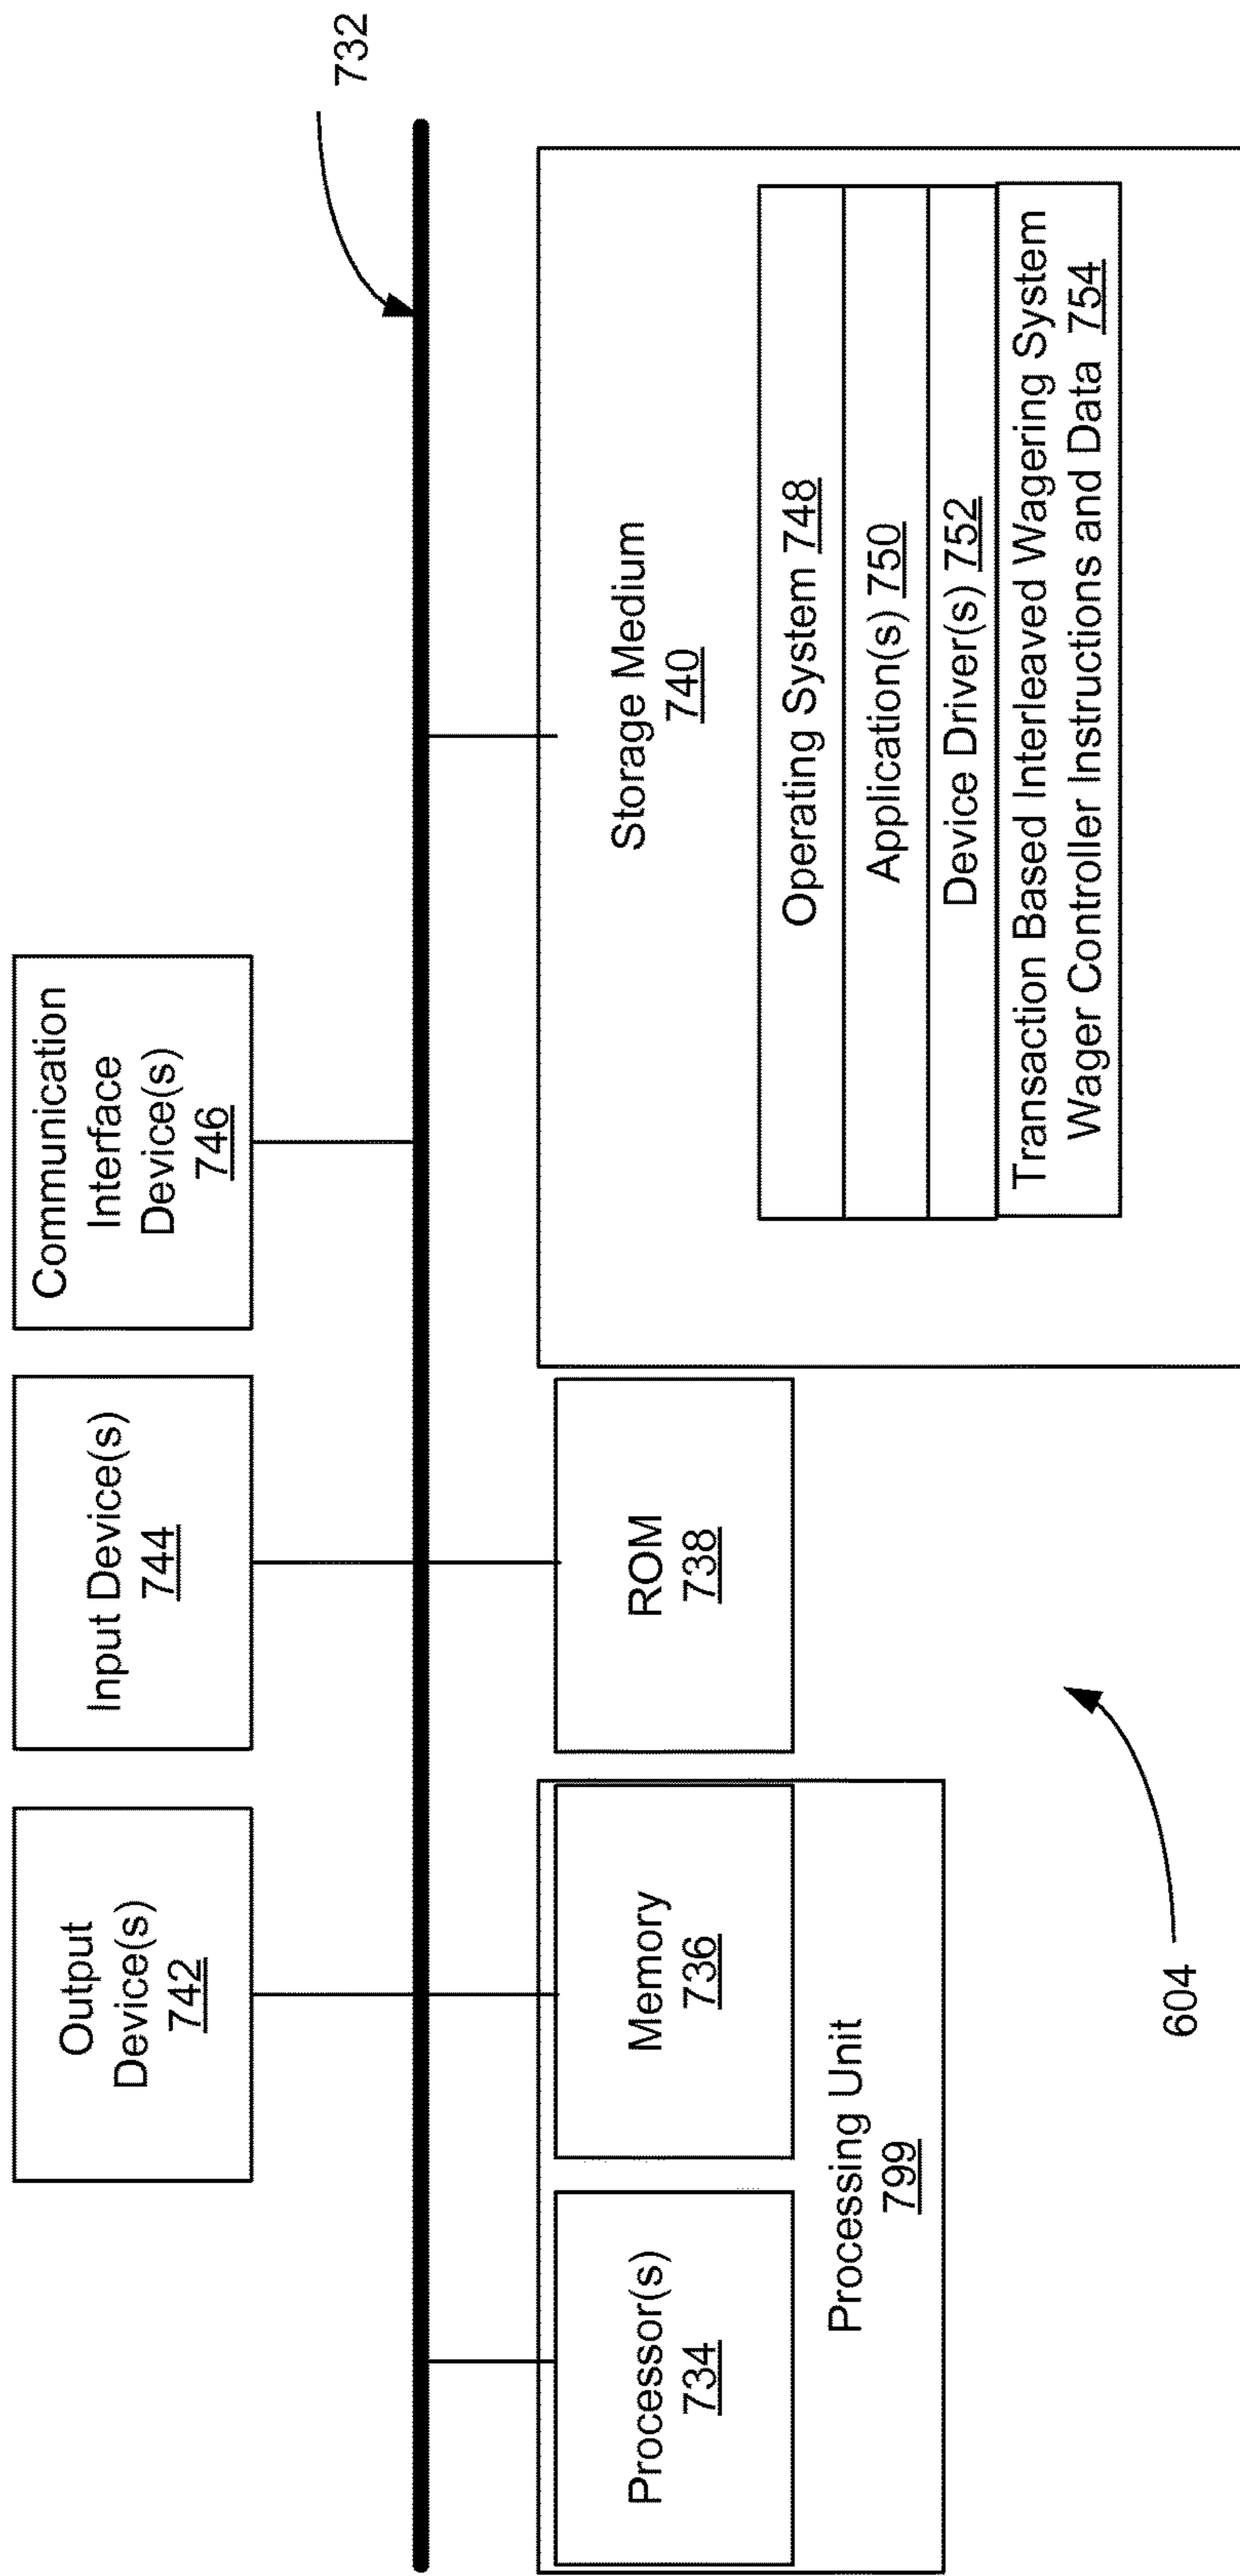 732
Output
Device(s)
742
Input Device(s)
744
Communication
Interface
Device(s)
746
Processor(s)
734
Memory
736
Processing Unit
799
ROM
738
Storage Medium
740
Operating System 748
Application(s) 750
Device Driver(s) 752
Transaction Based Interleaved Wagering System
Wager Controller Instructions and Data 754
604